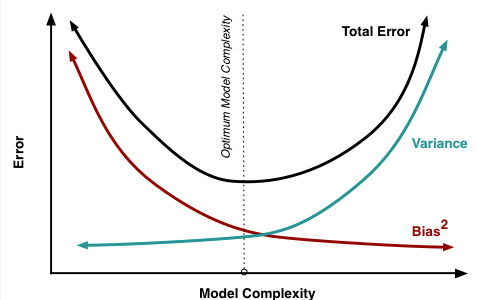 Total Error
Optimum Model Complexity
Error
Variance
Bias²
Model Complexity